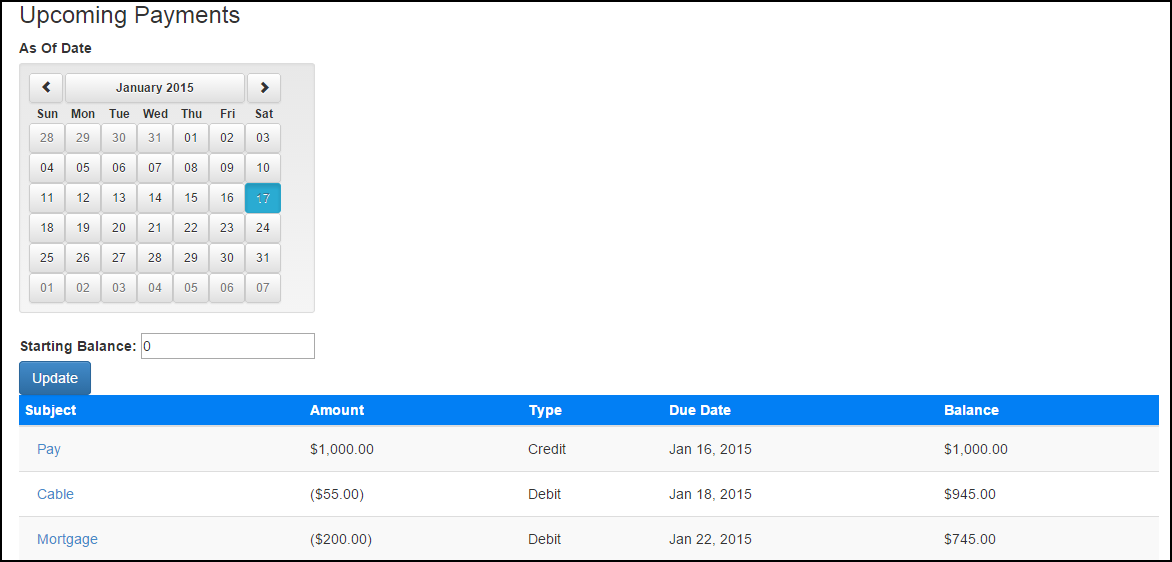 Upcoming Payments
As Of Date
January 2015
Sun Mon Tue Wed Thu Fri Sat
28 29 30 31 01 02 03
04 05 06 07 08 09 10
11 12 13 14 15 16 17
18 19 20 21 22 23 24
25 26 27 28 29 30 31
01 02 03 04 05 06 07
Starting Balance: 0
Update
Subject Amount Type Due Date Balance
Pay $1,000.00 Credit Jan 16, 2015 $1,000.00
Cable ($55.00) Debit Jan 18, 2015 $945.00
Mortgage ($200.00) Debit Jan 22, 2015 $745.00